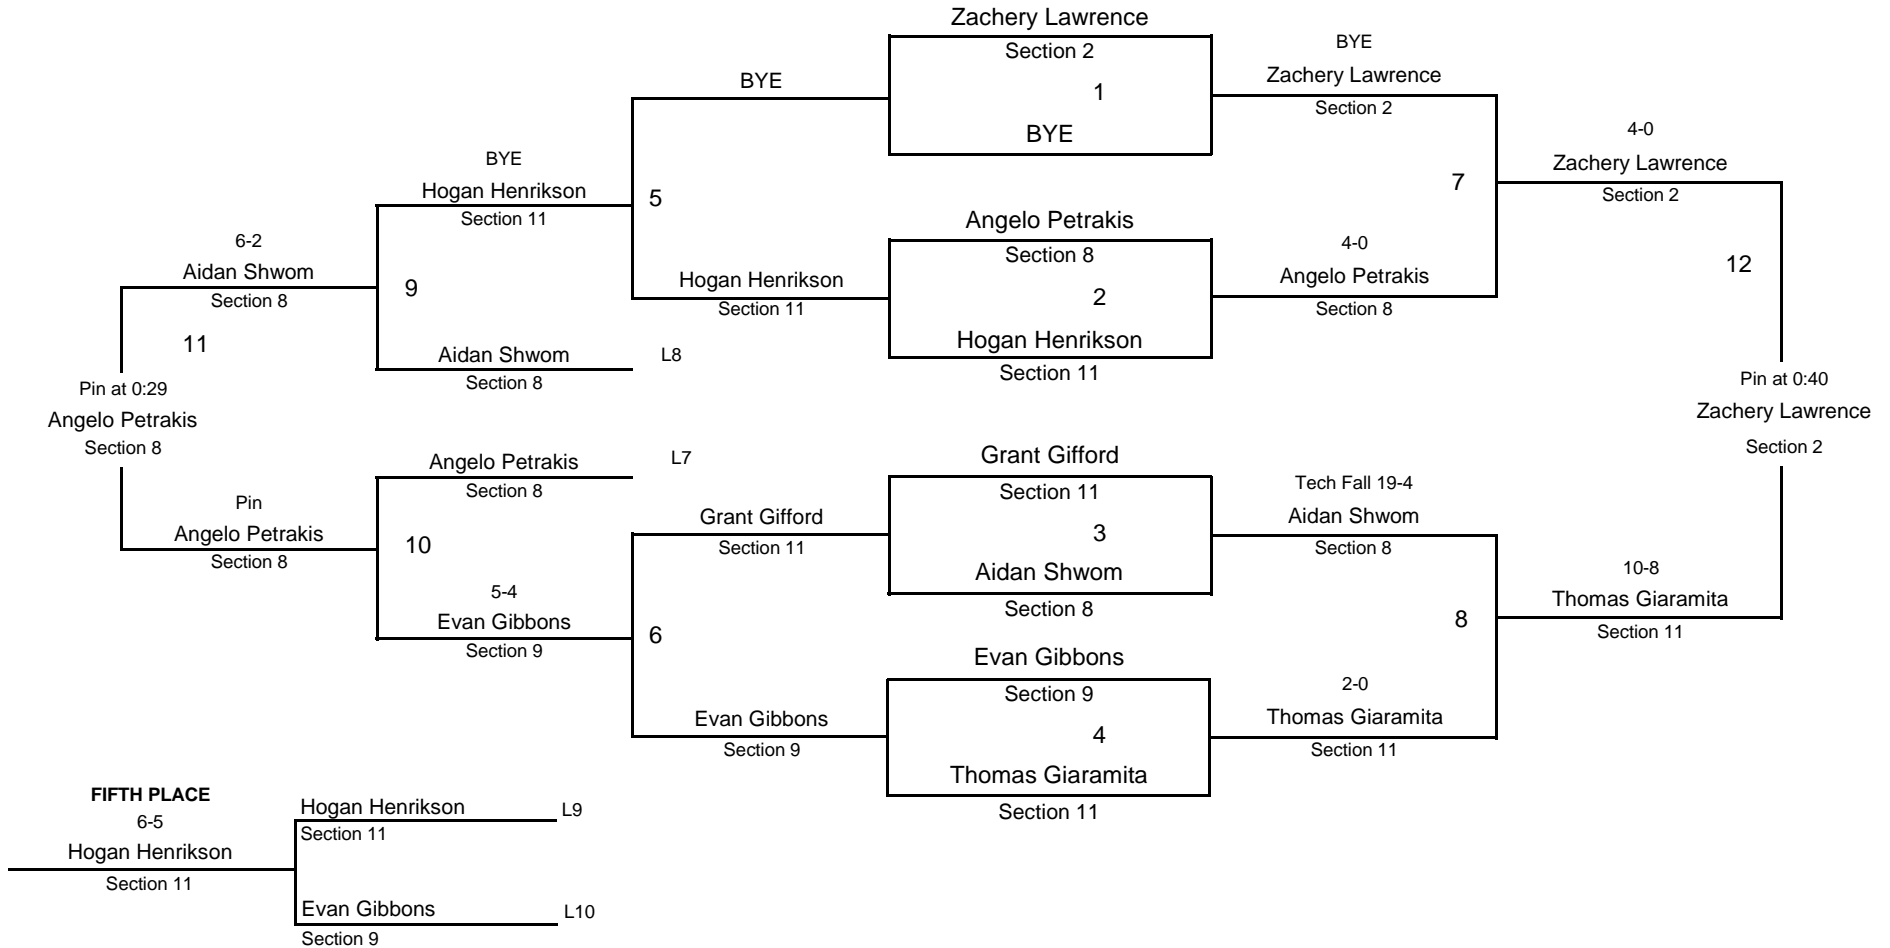 Zachery Lawrence
Section 2
1
BYE
BYE
Zachery Lawrence
Section 2
BYE
4-0
Zachery Lawrence
Section 2
BYE
Hogan Henrikson
Section 11
5
7
Angelo Petrakis
Section 8
2
Hogan Henrikson
Section 11
4-0
Angelo Petrakis
Section 8
12
6-2
Aidan Shwom
Section 8
9
Hogan Henrikson
Section 11
11
Aidan Shwom
Section 8
L8
Pin at 0:29
Angelo Petrakis
Section 8
Pin at 0:40
Zachery Lawrence
Section 2
Angelo Petrakis
Section 8
L7
Grant Gifford
Section 11
3
Aidan Shwom
Section 8
Tech Fall 19-4
Aidan Shwom
Section 8
Pin
Angelo Petrakis
Section 8
10
Grant Gifford
Section 11
5-4
Evan Gibbons
Section 9
6
8
10-8
Thomas Giaramita
Section 11
Evan Gibbons
Section 9
4
Thomas Giaramita
Section 11
2-0
Thomas Giaramita
Section 11
Evan Gibbons
Section 9
FIFTH PLACE
6-5
Hogan Henrikson
Section 11
Hogan Henrikson
Section 11
L9
Evan Gibbons
Section 9
L10